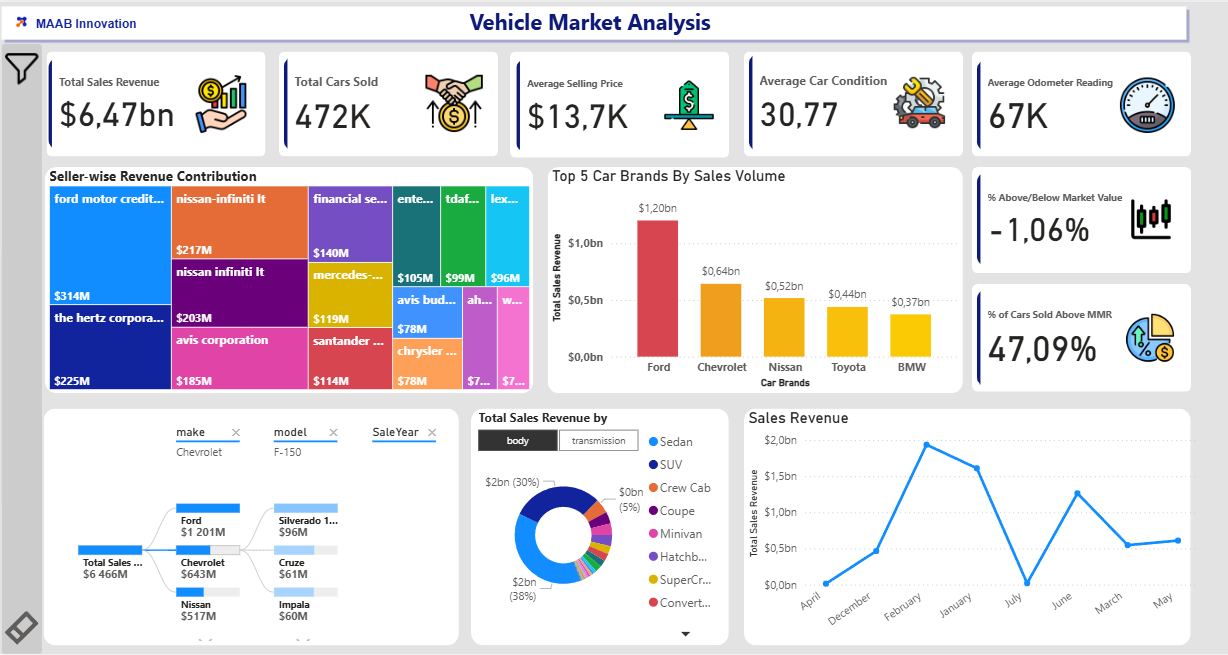 MAAB Innovation
Vehicle Market Analysis
Total Sales Revenue
$6,47bn
Total Cars Sold
472K
Average Selling Price
$13,7K
Average Car Condition
30,77
Average Odometer Reading
67K
Seller-wise Revenue Contribution
ford motor credit...
$314M
the hertz corpora...
$225M
nissan-infiniti lt
$217M
nissan infiniti lt
$203M
avis corporation
$185M
financial se...
$140M
mercedes-...
$119M
santander ...
$114M
ente...
$105M
tdaf...
$99M
lex...
$96M
avis bud...
$78M
chrysler ...
$78M
ah...
$7...
w...
$7...
Top 5 Car Brands By Sales Volume
Total Sales Revenue
$1,0bn
$0,5bn
$0,0bn
$1,20bn
$0,64bn
$0,52bn
$0,44bn
$0,37bn
Ford
Chevrolet
Nissan
Toyota
BMW
Car Brands
% Above/Below Market Value
-1,06%
% of Cars Sold Above MMR
47,09%
make
Chevrolet
model
F-150
SaleYear
Total Sales ...
$6 466M
Ford
$1 201M
Chevrolet
$643M
Nissan
$517M
Silverado 1...
$96M
Cruze
$61M
Impala
$60M
Total Sales Revenue by
body
transmission
$2bn (30%)
$0bn
(5%)
$2bn
(38%)
Sedan
SUV
Crew Cab
Coupe
Minivan
Hatchb...
SuperCr...
Convert...
Sales Revenue
Total Sales Revenue
$2,0bn
$1,5bn
$1,0bn
$0,5bn
$0,0bn
April
December
February
January
July
June
March
May